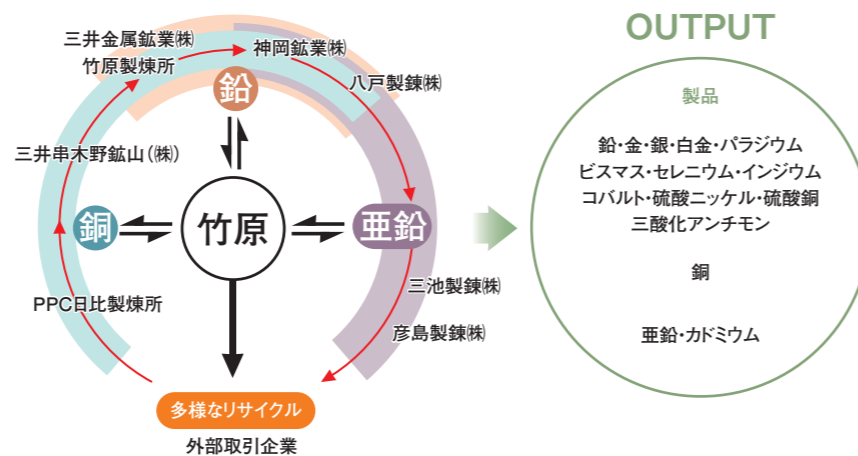 三井金属鉱業㈱
竹原製煉所
神岡鉱業㈱
八戸製錬㈱
鉛
三井串木野鉱山(㈱)
銅
竹原
亜鉛
PPC日比製煉所
三池製錬㈱
彦島製錬㈱
多様なリサイクル
外部取引企業
OUTPUT
製品
鉛・金・銀・白金・パラジウム
ビスマス・セレニウム・インジウム
コバルト・硫酸ニッケル・硫酸銅
三酸化アンチモン
銅
亜鉛・カドミウム